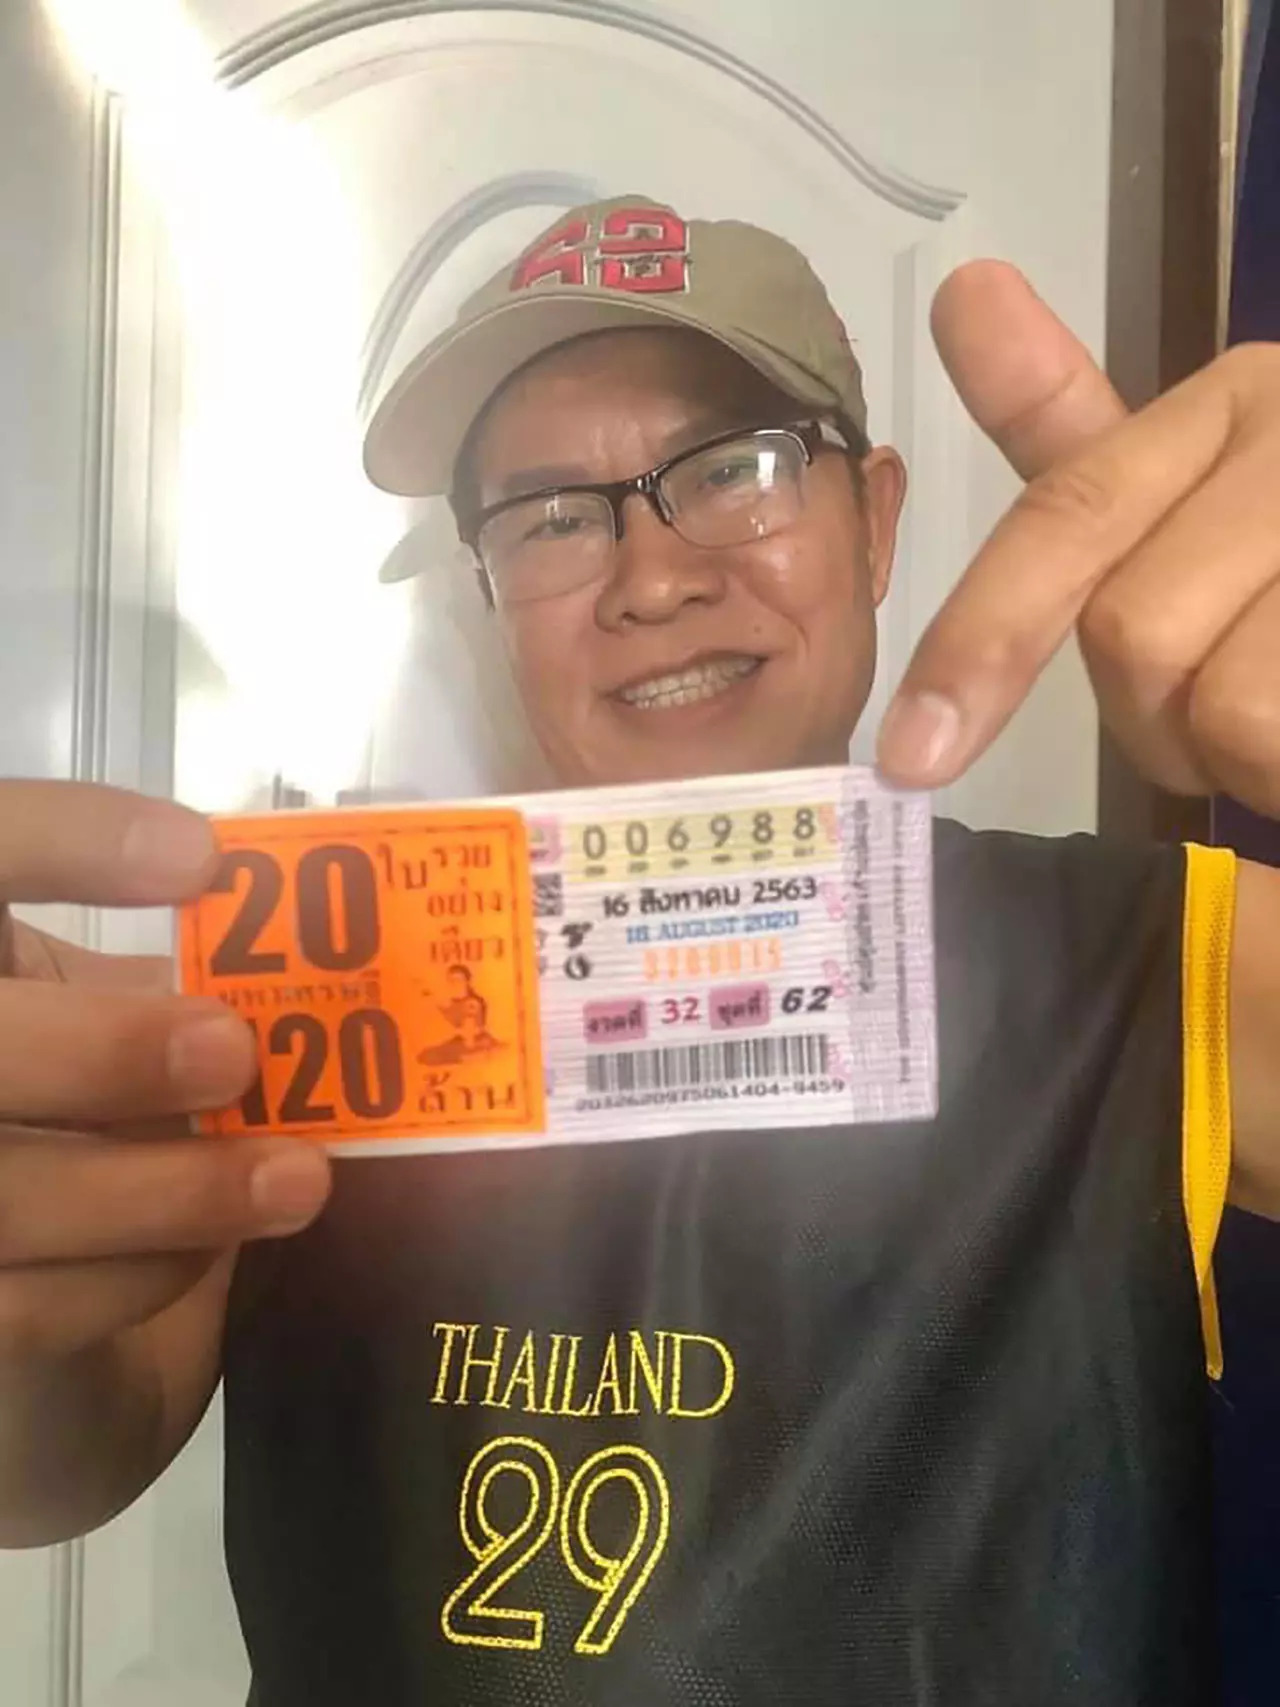 20 ใบ รวย
อย่าง
เดียว
120 ล้าน
006988
16 สิงหาคม 2563
16 AUGUST 2020
งวดที่ 32 ชุดที่ 62
THAILAND
29